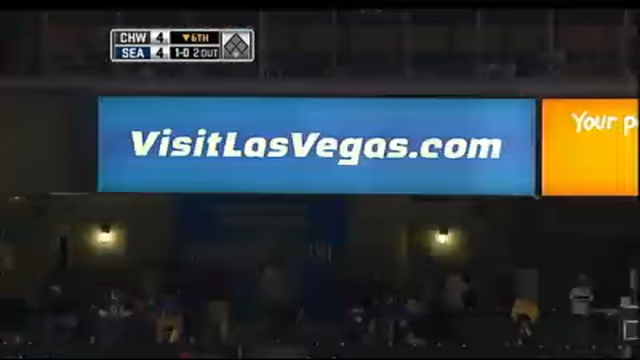 CHW 4 ▼6TH
SEA 4 1-0 2 OUT
VisitLasVegas.com
Your p